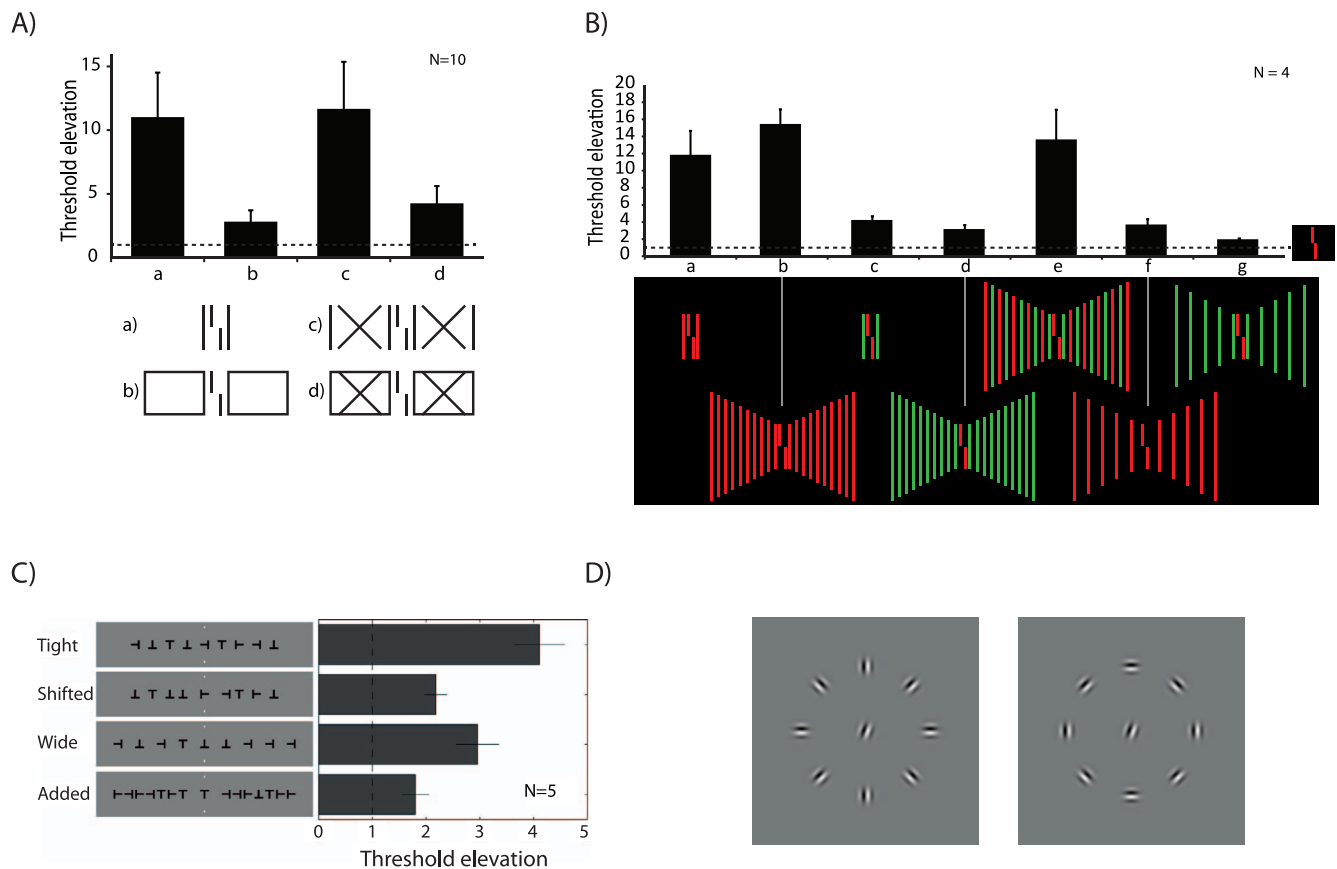 A)
N=10
Threshold elevation
15
10
5
0
a b c d
a)
c)
b)
d)
B)
N = 4
Threshold elevation
20
18
16
14
12
10
8
6
4
2
0
a b c d e f g
C)
Tight
Shifted
Wide
Added
N=5
0 1 2 3 4 5
Threshold elevation
D)